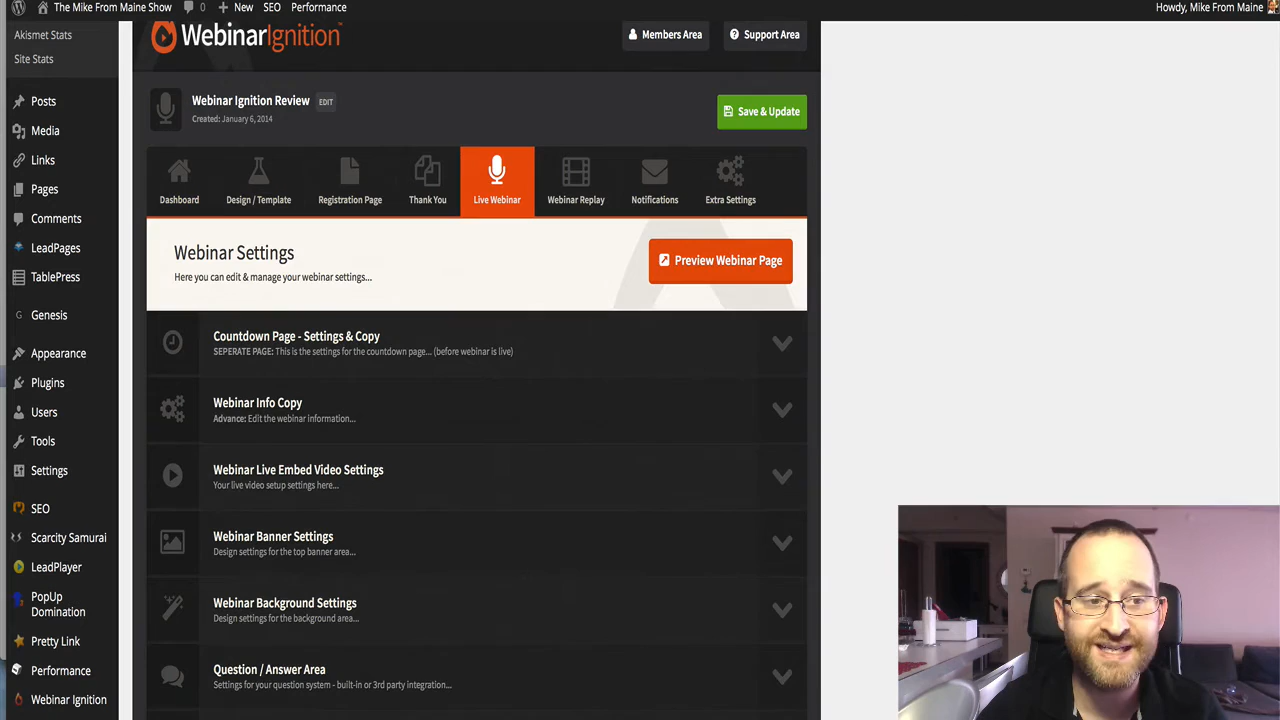 The Mike From Maine Show 0 New SEO Performance Howdy, Mike From Maine
Akismet Stats
Site Stats
Posts
Media
Links
Pages
Comments
LeadPages
TablePress
Genesis
Appearance
Plugins
Users
Tools
Settings
SEO
Scarcity Samurai
LeadPlayer
PopUp
Domination
Pretty Link
Performance
Webinar Ignition
WebinarIgnition™
Members Area Support Area
Webinar Ignition Review EDIT
Created: January 6, 2014
Save & Update
Dashboard Design / Template Registration Page Thank You Live Webinar Webinar Replay Notifications Extra Settings
Webinar Settings
Here you can edit & manage your webinar settings...
Preview Webinar Page
Countdown Page - Settings & Copy
SEPERATE PAGE: This is the settings for the countdown page... (before webinar is live)
Webinar Info Copy
Advance: Edit the webinar information...
Webinar Live Embed Video Settings
Your live video setup settings here...
Webinar Banner Settings
Design settings for the top banner area...
Webinar Background Settings
Design settings for the background area...
Question / Answer Area
Settings for your question system - built-in or 3rd party integration...